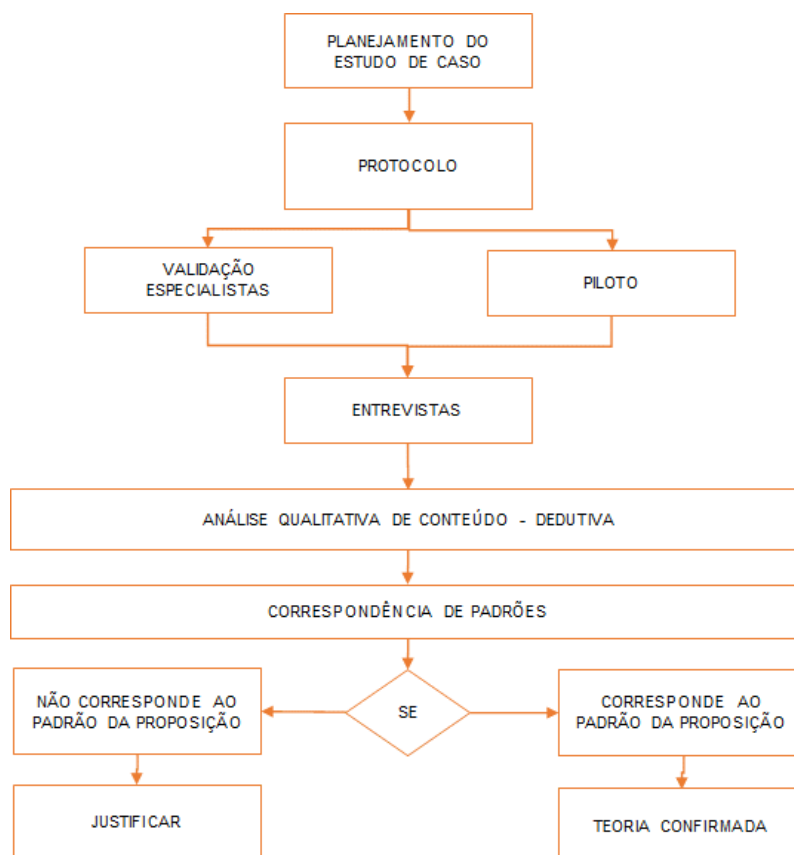 PLANEJAMENTO DO
ESTUDO DE CASO
PROTOCOLO
VALIDAÇÃO
ESPECIALISTAS
PILOTO
ENTREVISTAS
ANÁLISE QUALITATIVA DE CONTEÚDO - DEDUTIVA
CORRESPONDÊNCIA DE PADRÕES
NÃO CORRESPONDE AO
PADRÃO DA PROPOSIÇÃO
SE
CORRESPONDE AO
PADRÃO DA PROPOSIÇÃO
JUSTIFICAR
TEORIA CONFIRMADA